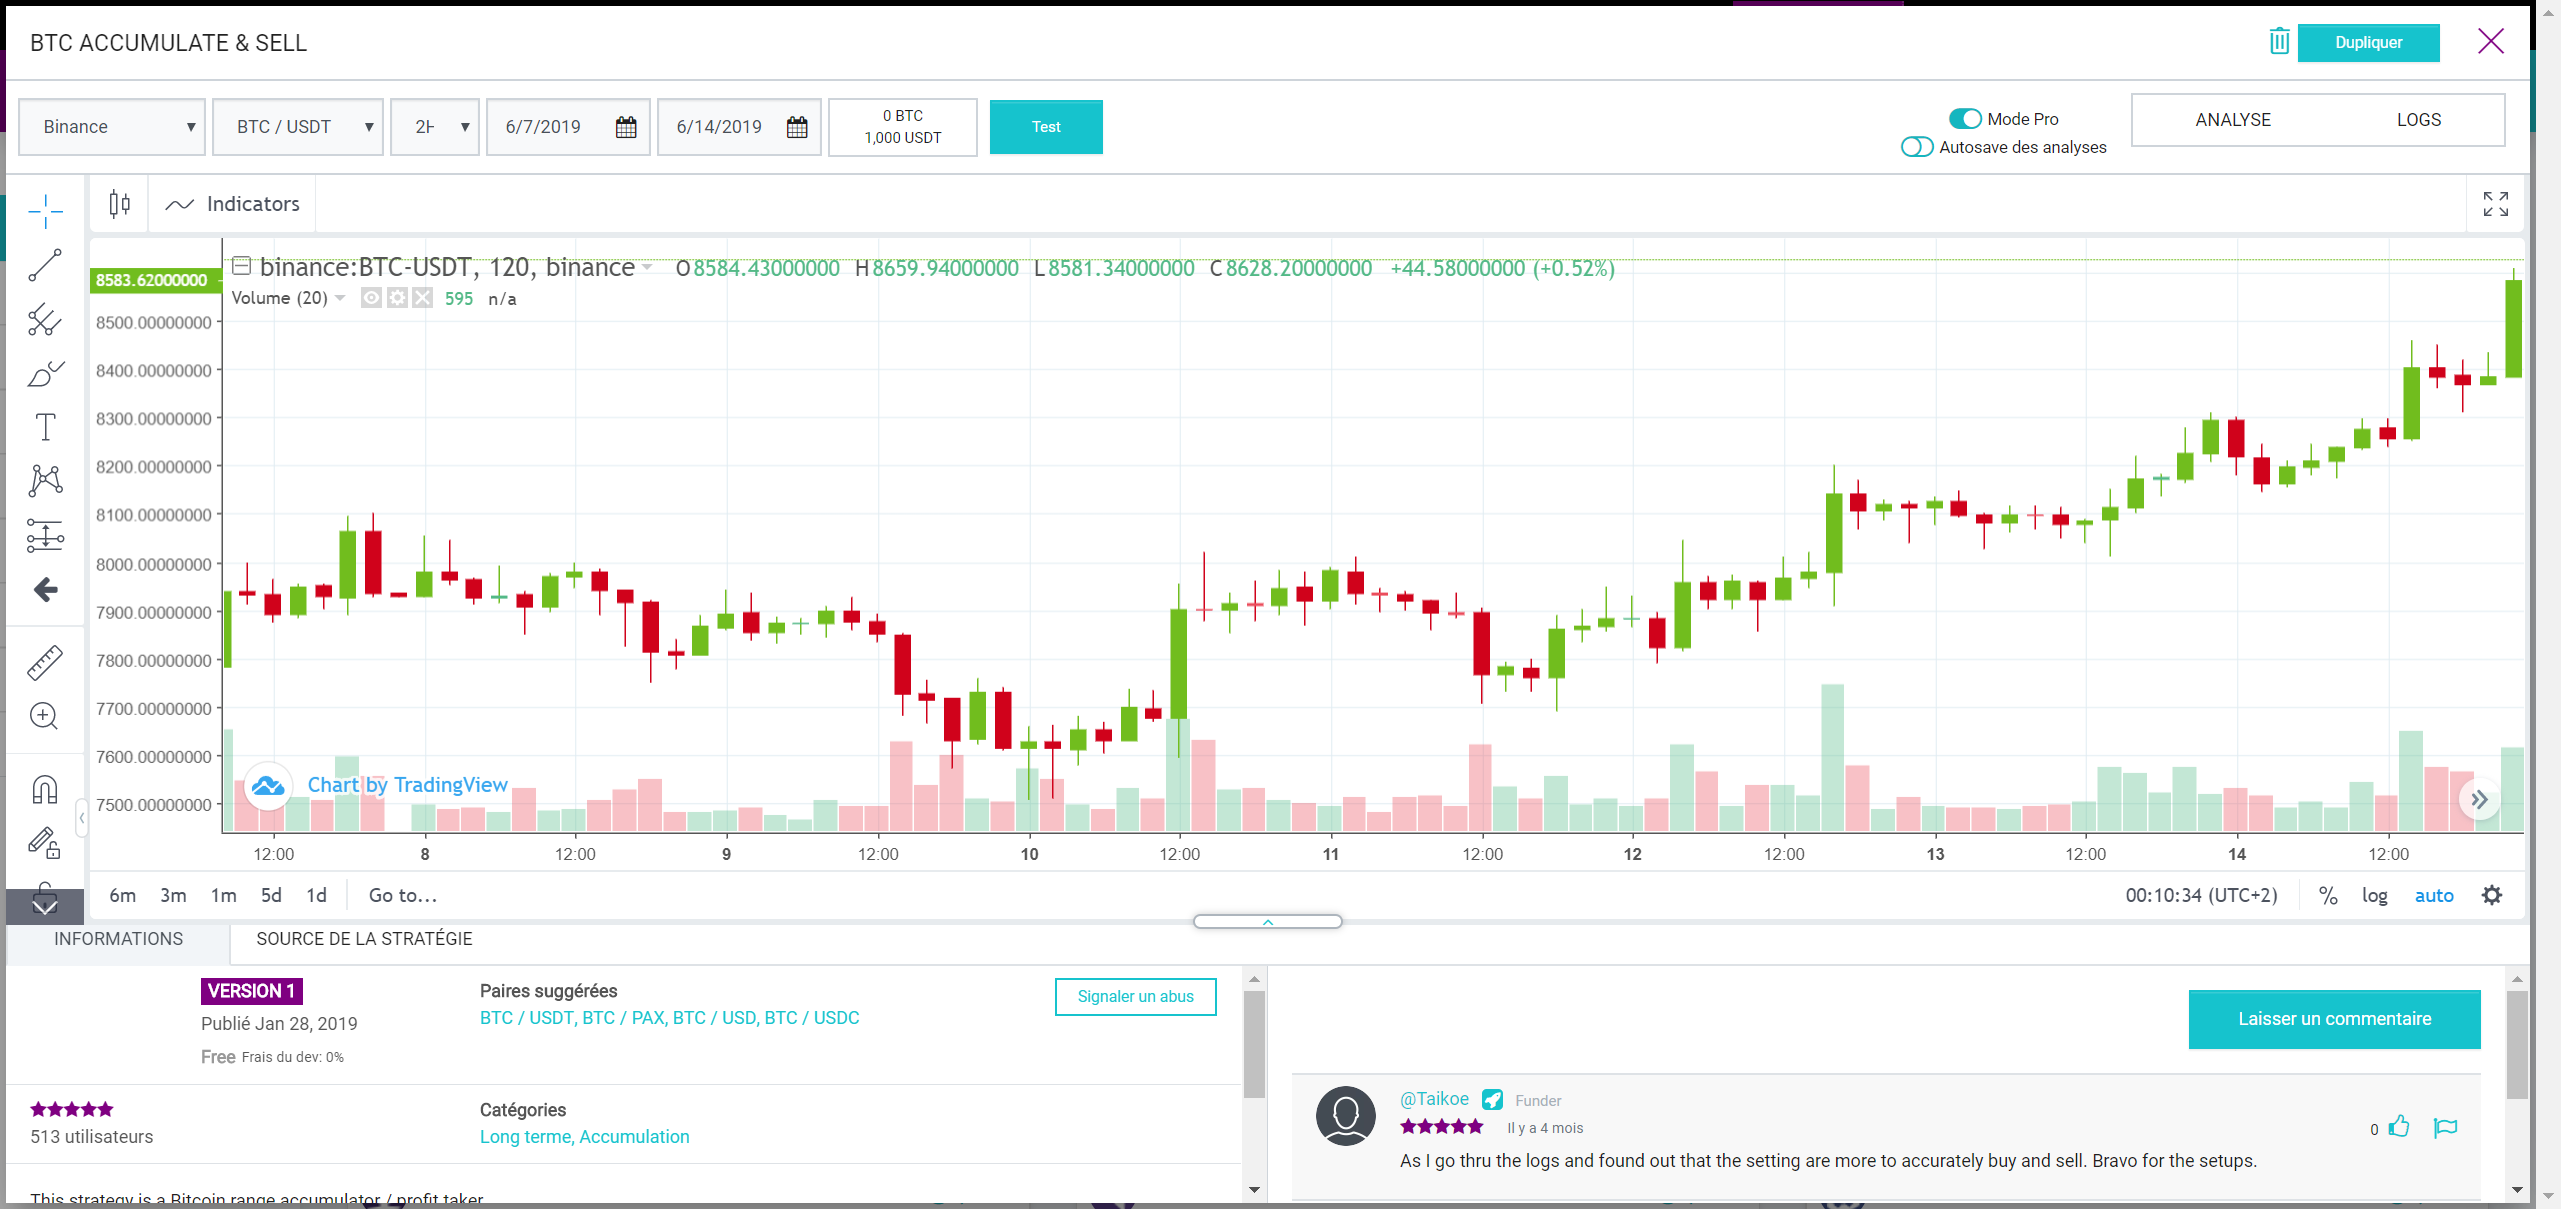 BTC ACCUMULATE & SELL
Dupliquer
Binance
BTC / USDT
2H
6/7/2019
6/14/2019
0 BTC
1,000 USDT
Test
Mode Pro
Autosave des analyses
ANALYSE
LOGS
Indicators
binance:BTC-USDT, 120, binance O8584.43000000 H8659.94000000 L8581.34000000 C8628.20000000 +44.58000000 (+0.52%)
Volume (20) 595 n/a
8583.62000000
8500.00000000
8400.00000000
8300.00000000
8200.00000000
8100.00000000
8000.00000000
7900.00000000
7800.00000000
7700.00000000
7600.00000000
7500.00000000
Chart by TradingView
12:00 8 12:00 9 12:00 10 12:00 11 12:00 12 12:00 13 12:00 14 12:00
6m 3m 1m 5d 1d Go to... 00:10:34 (UTC+2) % log auto
INFORMATIONS
SOURCE DE LA STRATÉGIE
VERSION 1
Publié Jan 28, 2019
Free Frais du dev: 0%
Paires suggérées
BTC / USDT, BTC / PAX, BTC / USD, BTC / USDC
Signaler un abus
513 utilisateurs
Catégories
Long terme, Accumulation
This strategy is a Bitcoin range accumulator / profit taker
Laisser un commentaire
@Taikoe Funder
Il y a 4 mois
0
As I go thru the logs and found out that the setting are more to accurately buy and sell. Bravo for the setups.